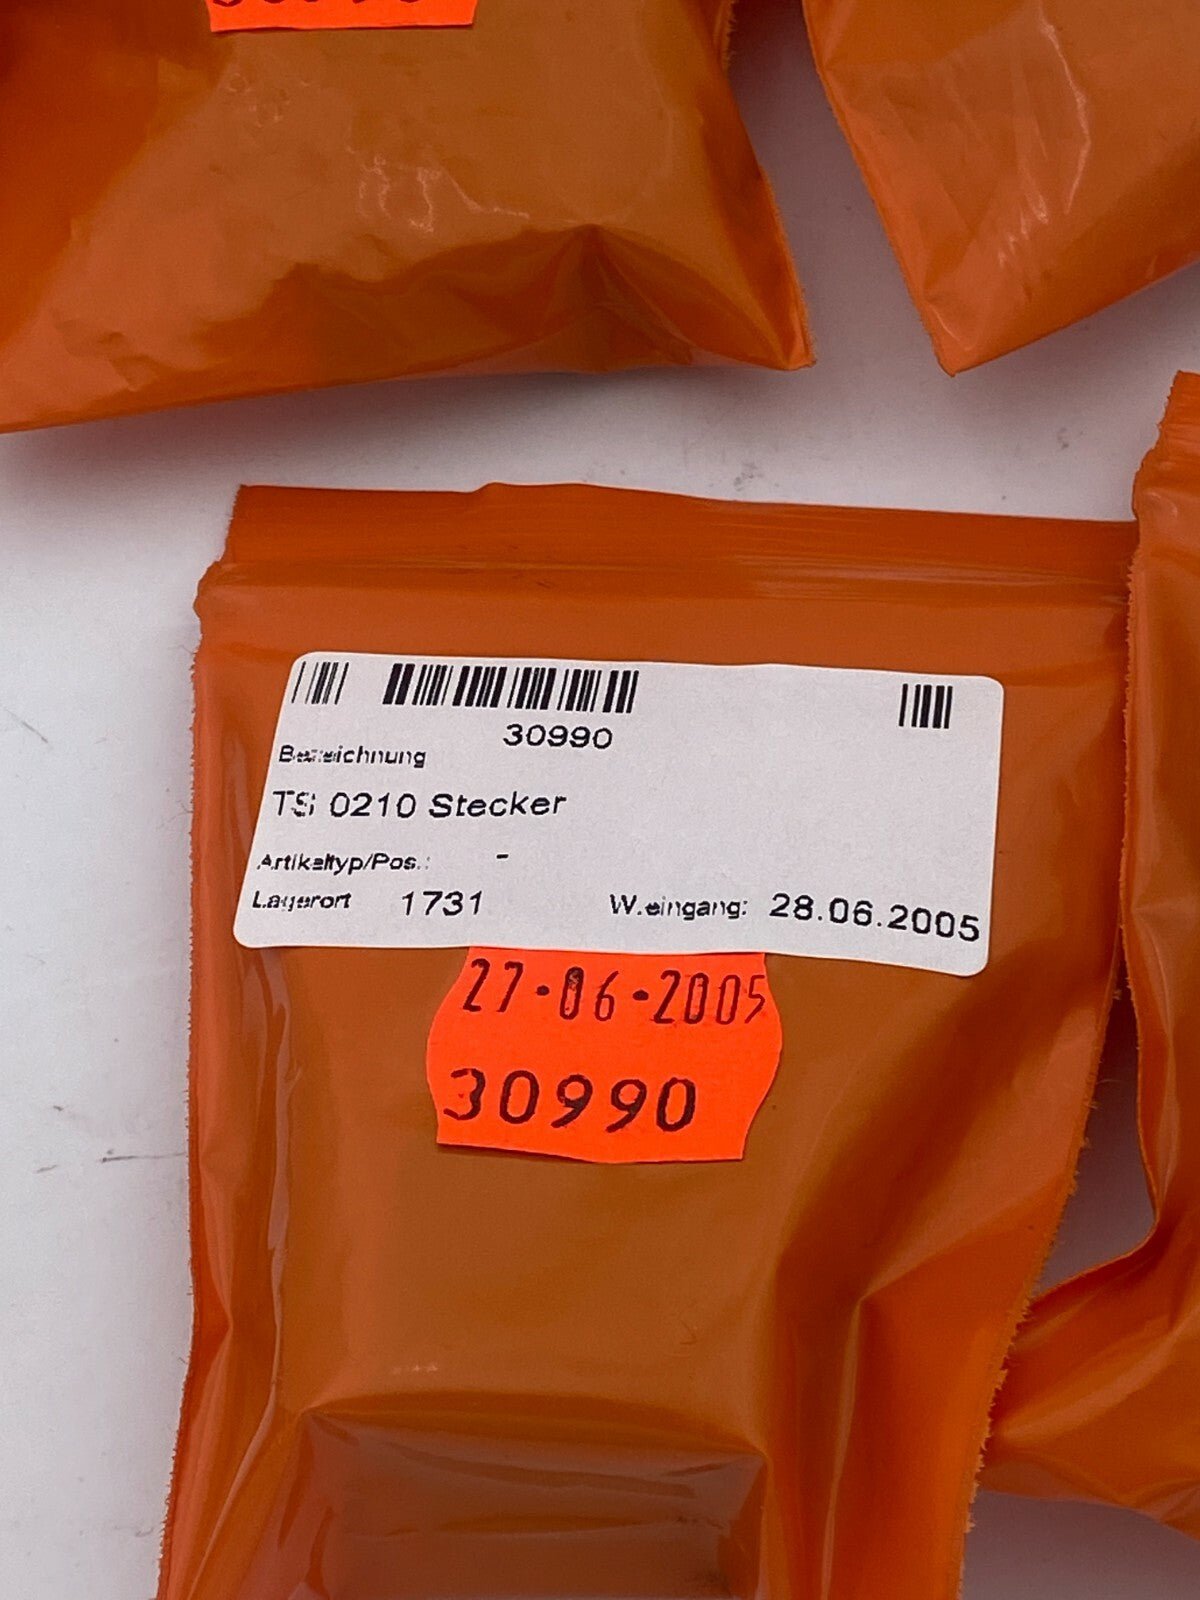 30990
Bezeichnung
TS 0210 Stecker
Artikeltyp/Pos.: -
Lagerort 1731 W.eingang: 28.06.2005
27.06.2005
30990